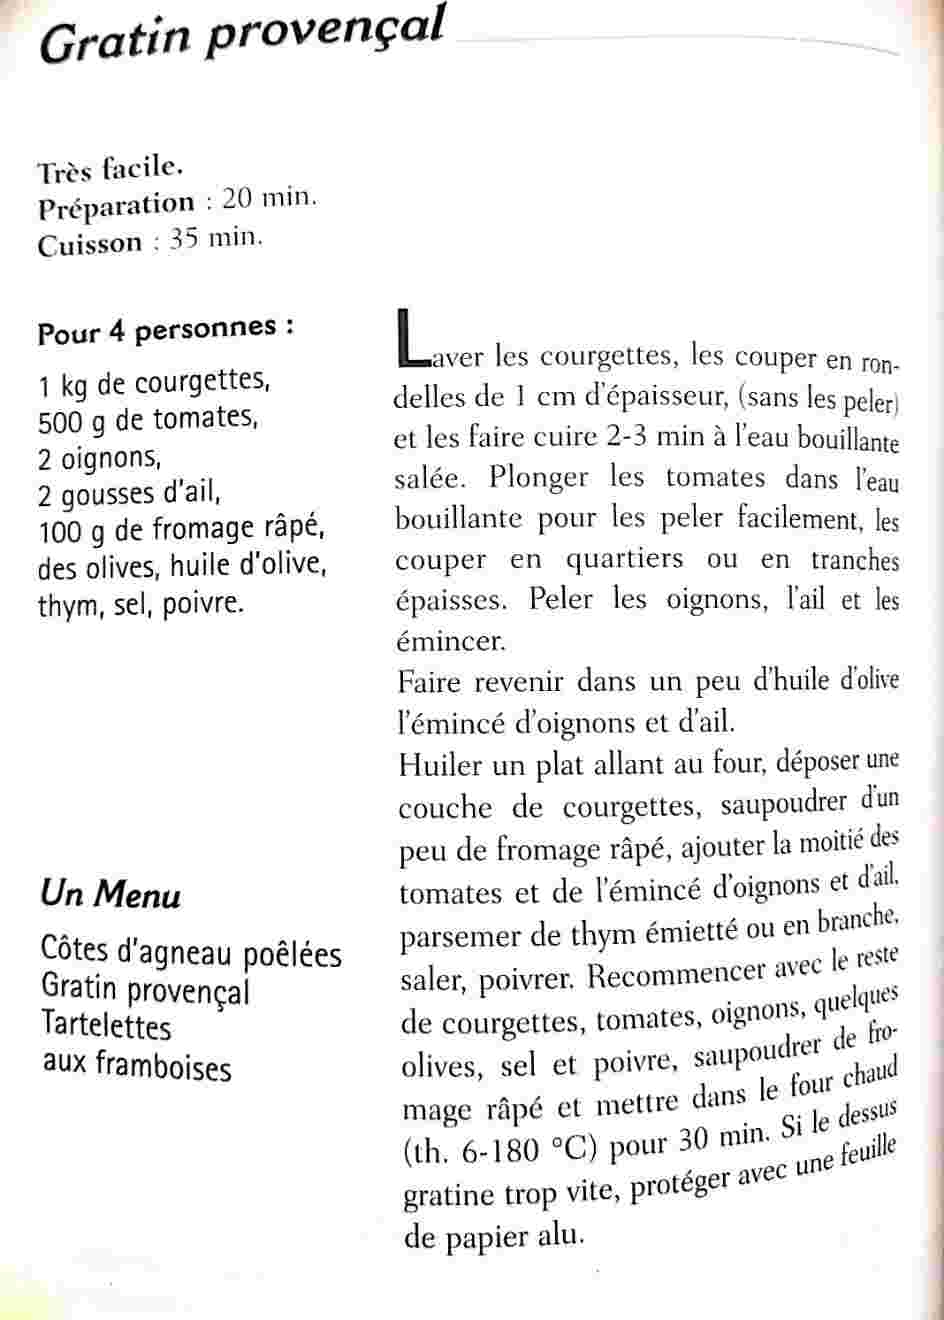 Gratin provençal
Très facile.
Préparation : 20 min.
Cuisson : 35 min.
Pour 4 personnes :
1 kg de courgettes,
500 g de tomates,
2 oignons,
2 gousses d'ail,
100 g de fromage râpé,
des olives, huile d'olive,
thym, sel, poivre.
Un Menu
Côtes d'agneau poêlées
Gratin provençal
Tartelettes
aux framboises
Laver les courgettes, les couper en ron-
delles de 1 cm d'épaisseur, (sans les peler)
et les faire cuire 2-3 min à l'eau bouillante
salée. Plonger les tomates dans l'eau
bouillante pour les peler facilement, les
couper en quartiers ou en tranches
épaisses. Peler les oignons, l'ail et les
émincer.
Faire revenir dans un peu d'huile d'olive
l'émincé d'oignons et d'ail.
Huiler un plat allant au four, déposer une
couche de courgettes, saupoudrer d'un
peu de fromage râpé, ajouter la moitié des
tomates et de l'émincé d'oignons et d'ail,
parsemer de thym émietté ou en branche,
saler, poivrer. Recommencer avec le reste
de courgettes, tomates, oignons, quelques
olives, sel et poivre, saupoudrer de fro-
mage râpé et mettre dans le four chaud
(th. 6-180 °C) pour 30 min. Si le dessus
gratine trop vite, protéger avec une feuille
de papier alu.